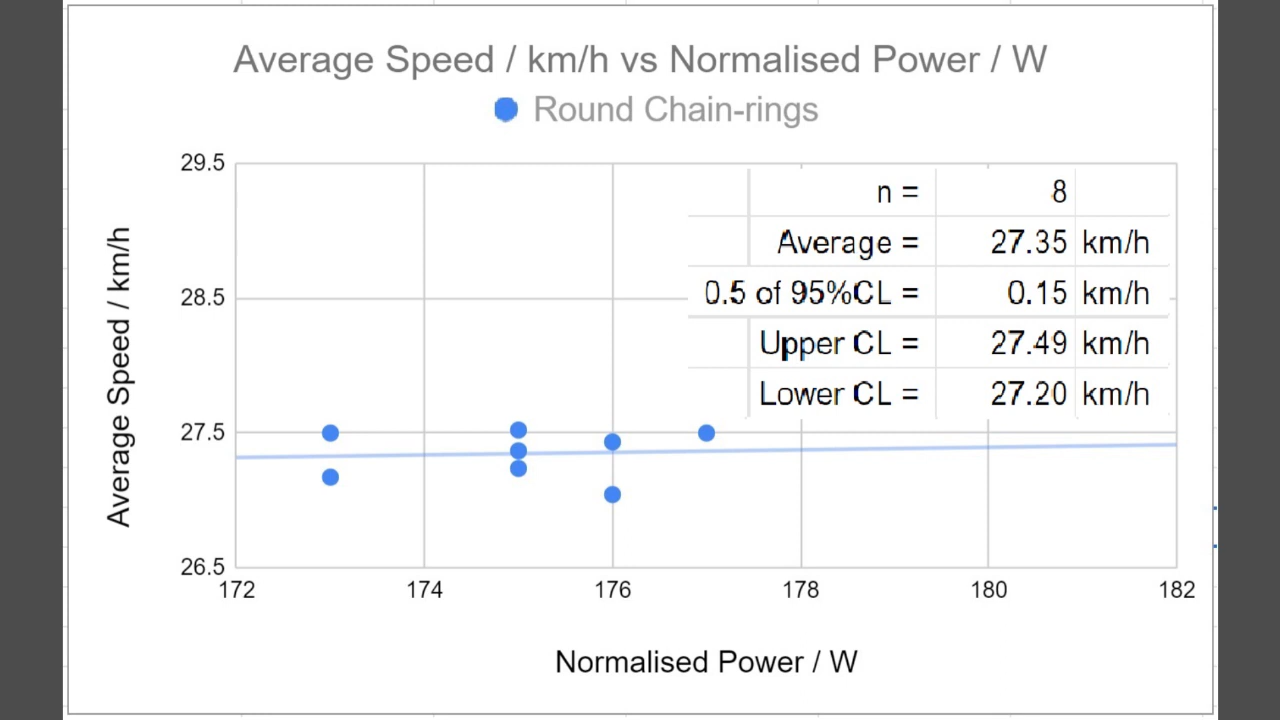 Average Speed / km/h vs Normalised Power / W
Round Chain-rings
29.5
28.5
27.5
26.5
Average Speed / km/h
n = 8
Average = 27.35 km/h
0.5 of 95%CL = 0.15 km/h
Upper CL = 27.49 km/h
Lower CL = 27.20 km/h
172 174 176 178 180 182
Normalised Power / W